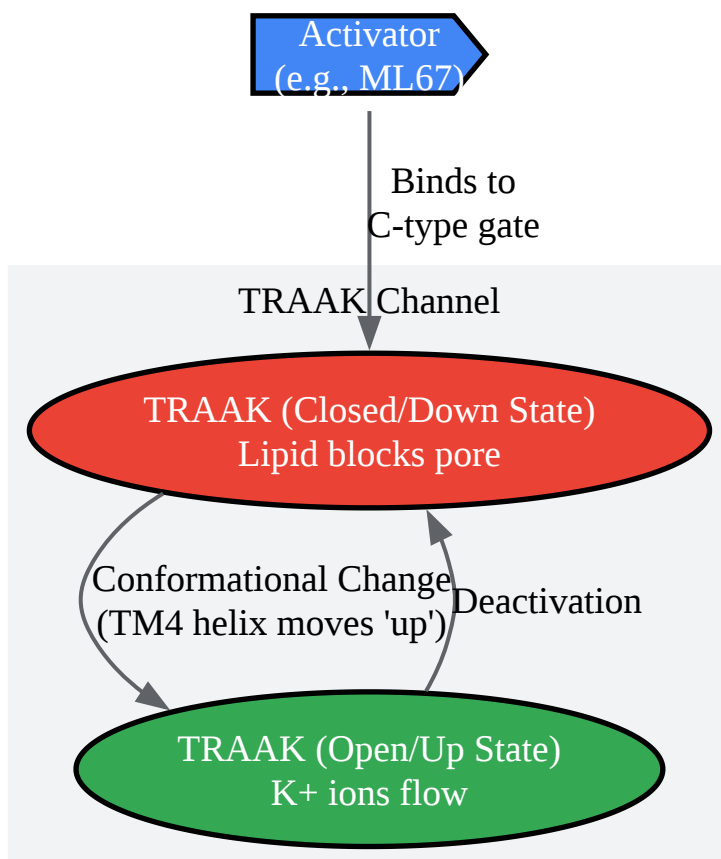 Activator
(e.g., ML67)
Binds to
C-type gate
TRAAK Channel
TRAAK (Closed/Down State)
Lipid blocks pore
Conformational Change
(TM4 helix moves 'up')
Deactivation
TRAAK (Open/Up State)
K+ ions flow